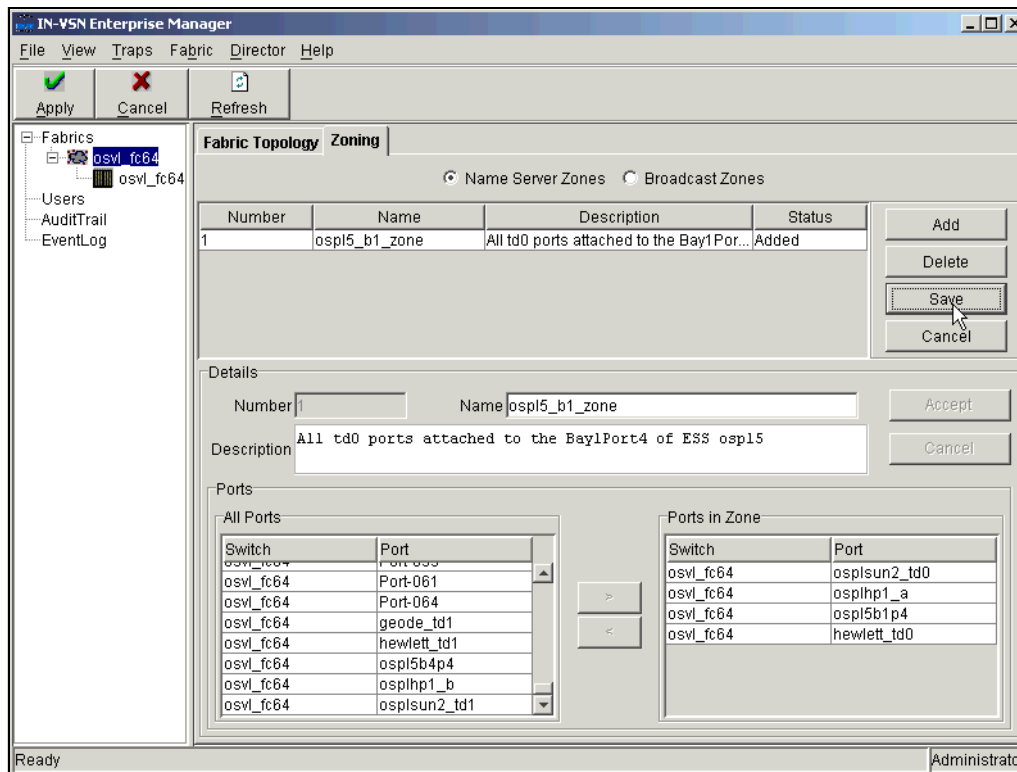 IN-VSN Enterprise Manager
File View Traps Fabric Director Help
Apply Cancel Refresh
Fabrics
osvl_fc64
osvl_fc64
Users
AuditTrail
EventLog
Fabric Topology Zoning
Name Server Zones Broadcast Zones
Number Name Description Status
1 ospl5_b1_zone All td0 ports attached to the Bay1Por... Added
Add
Delete
Save
Cancel
Details
Number 1 Name ospl5_b1_zone
Accept
Description All td0 ports attached to the Bay1Port4 of ESS ospl5
Cancel
Ports
All Ports
Switch Port
osvl_fc64 Port-061
osvl_fc64 Port-064
osvl_fc64 geode_td1
osvl_fc64 hewlett_td1
osvl_fc64 ospl5b4p4
osvl_fc64 osplhp1_b
osvl_fc64 osplsun2_td1
>
<
Ports in Zone
Switch Port
osvl_fc64 osplsun2_td0
osvl_fc64 osplhp1_a
osvl_fc64 ospl5b1p4
osvl_fc64 hewlett_td0
Ready
Administrato